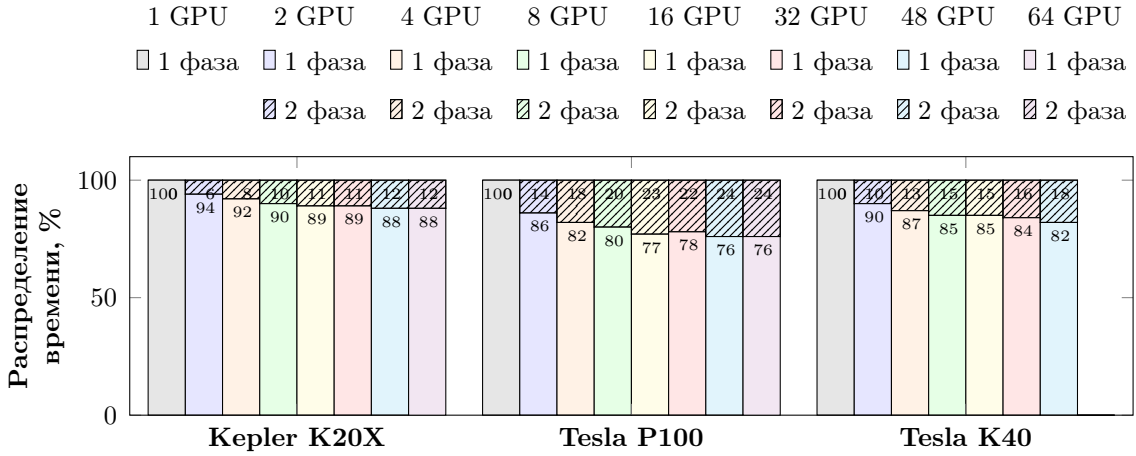 1 GPU 2 GPU 4 GPU 8 GPU 16 GPU 32 GPU 48 GPU 64 GPU
1 фаза 1 фаза 1 фаза 1 фаза 1 фаза 1 фаза 1 фаза 1 фаза
2 фаза 2 фаза 2 фаза 2 фаза 2 фаза 2 фаза 2 фаза
Распределение
времени, %
100
50
0
100 0 6 8 10 11 11 12 12
94 92 90 89 89 88 88
100 0 14 18 20 23 22 24 24
86 82 80 77 78 76 76
100 0 10 13 15 15 16 18
90 87 85 85 84 82
Kepler K20X Tesla P100 Tesla K40